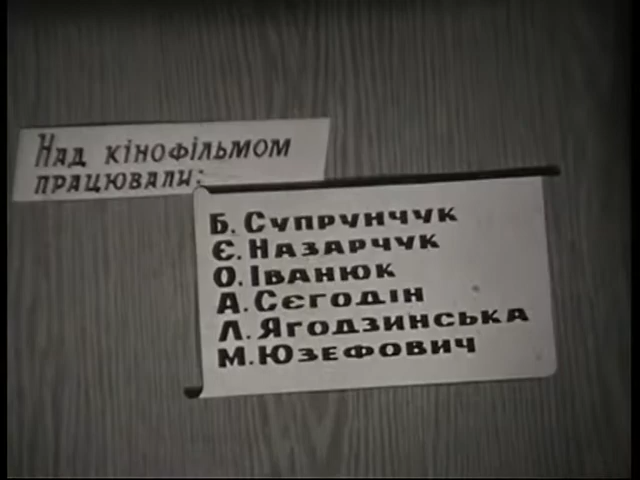 Над кінофільмом
працювали:
Б. Супрунчук
Є. Назарчук
О. Іванюк
А. Сєгодін
Л. Ягодзинська
М. Юзефович